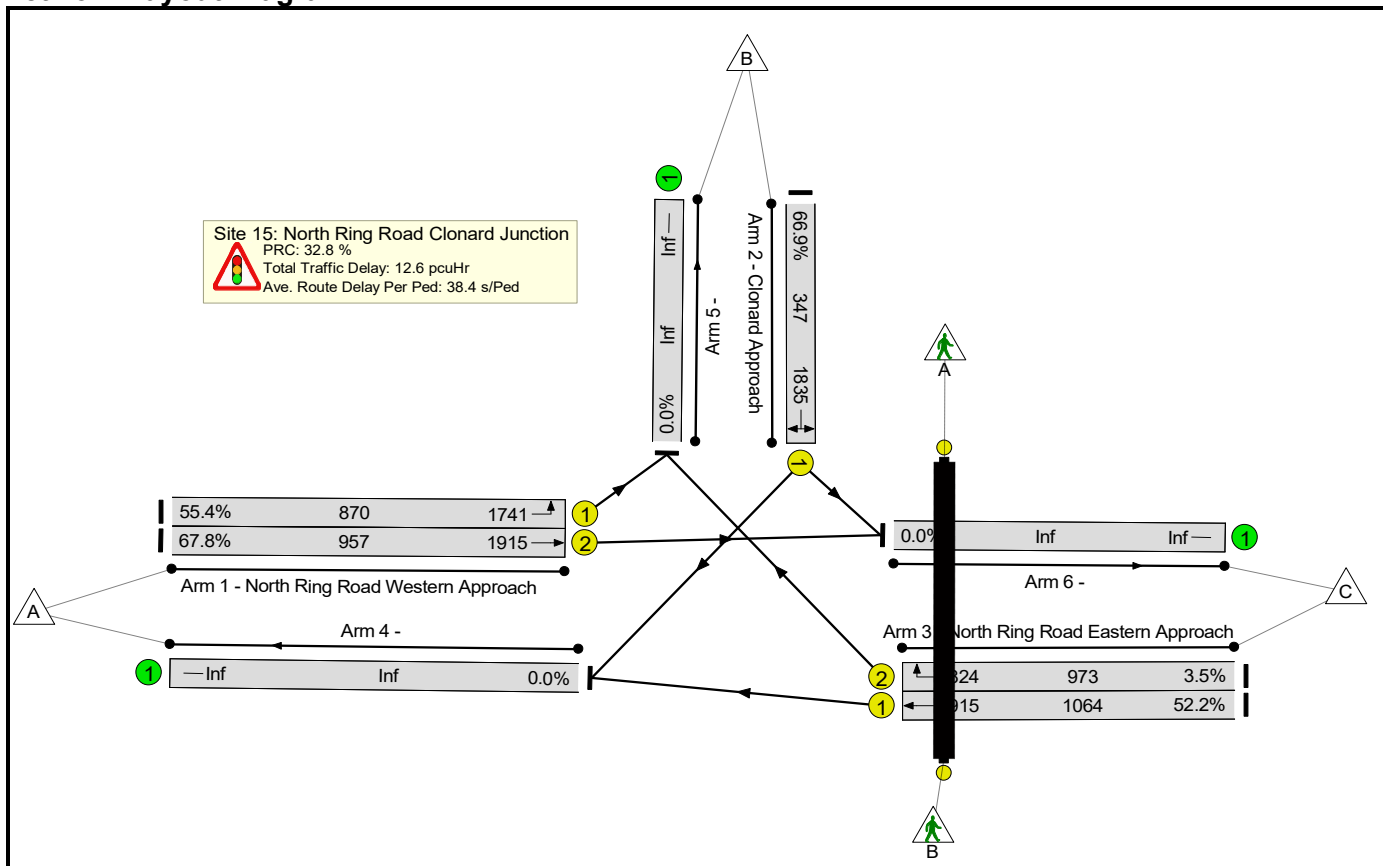 B
Site 15: North Ring Road Clonard Junction
PRC: 32.8 %
Total Traffic Delay: 12.6 pcuHr
Ave. Route Delay Per Ped: 38.4 s/Ped
1
Inf
Inf
0.0%
Arm 5 -
Arm 2 - Clonard Approach
66.9% 347 1835
1
A
55.4% 870 1741 1
67.8% 957 1915 2
Arm 1 - North Ring Road Western Approach
A
0.0% Inf Inf 1
Arm 6 -
C
Arm 4 -
1 Inf Inf 0.0%
Arm 3 North Ring Road Eastern Approach
2 973 3.5%
1 1064 52.2%
B